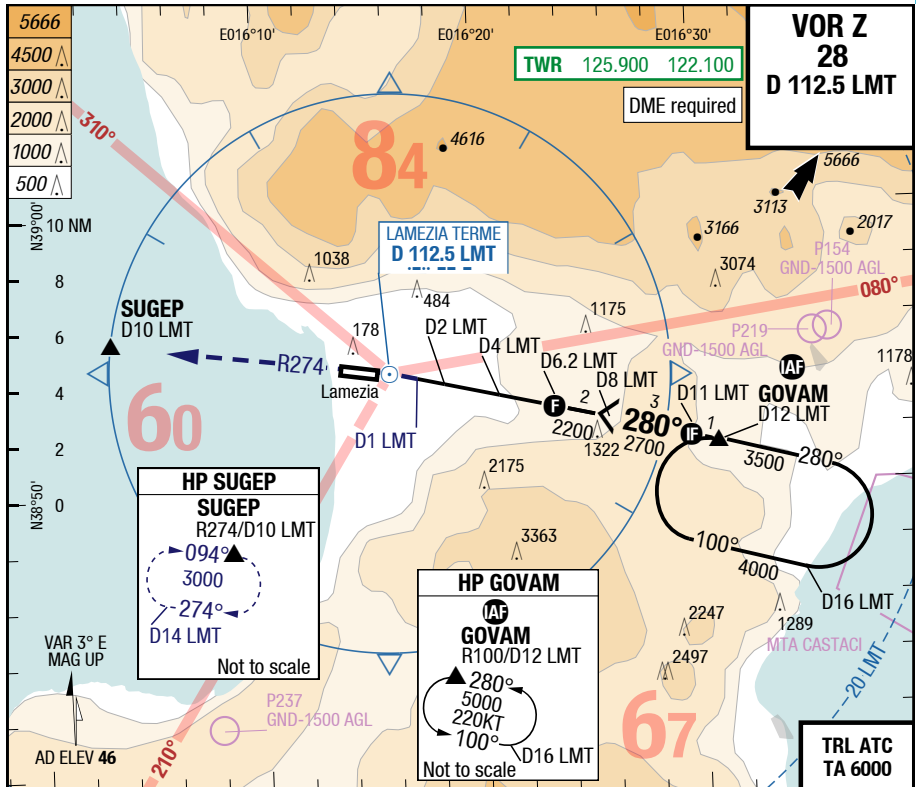 5666
4500
3000
2000
1000
500
E016°10'
E016°20'
E016°30'
TWR 125.900 122.100
DME required
VOR Z
28
D 112.5 LMT
310°
84
4616
5666
3113
3166
2017
3074
P154
GND-1500 AGL
080°
N39°00'
10 NM
8
6
4
2
0
N38°50'
LAMEZIA TERME
D 112.5 LMT
1038
484
178
1175
P219
GND-1500 AGL
1178
SUGEP
D10 LMT
R274
Lamezia
D2 LMT
D4 LMT
D6.2 LMT
D8 LMT
D11 LMT
IAF
GOVAM
D12 LMT
60
D1 LMT
F
2
2200
1322
3
280°
2700
IF
1
3500
280°
100°
4000
D16 LMT
2175
3363
HP SUGEP
SUGEP
R274/D10 LMT
094°
3000
274°
D14 LMT
Not to scale
HP GOVAM
IAF
GOVAM
R100/D12 LMT
280°
5000
220KT
100°
D16 LMT
Not to scale
2247
2497
1289
MTA CASTACI
20 LMT
67
VAR 3° E
MAG UP
AD ELEV 46
P237
GND-1500 AGL
210°
TRL ATC
TA 6000